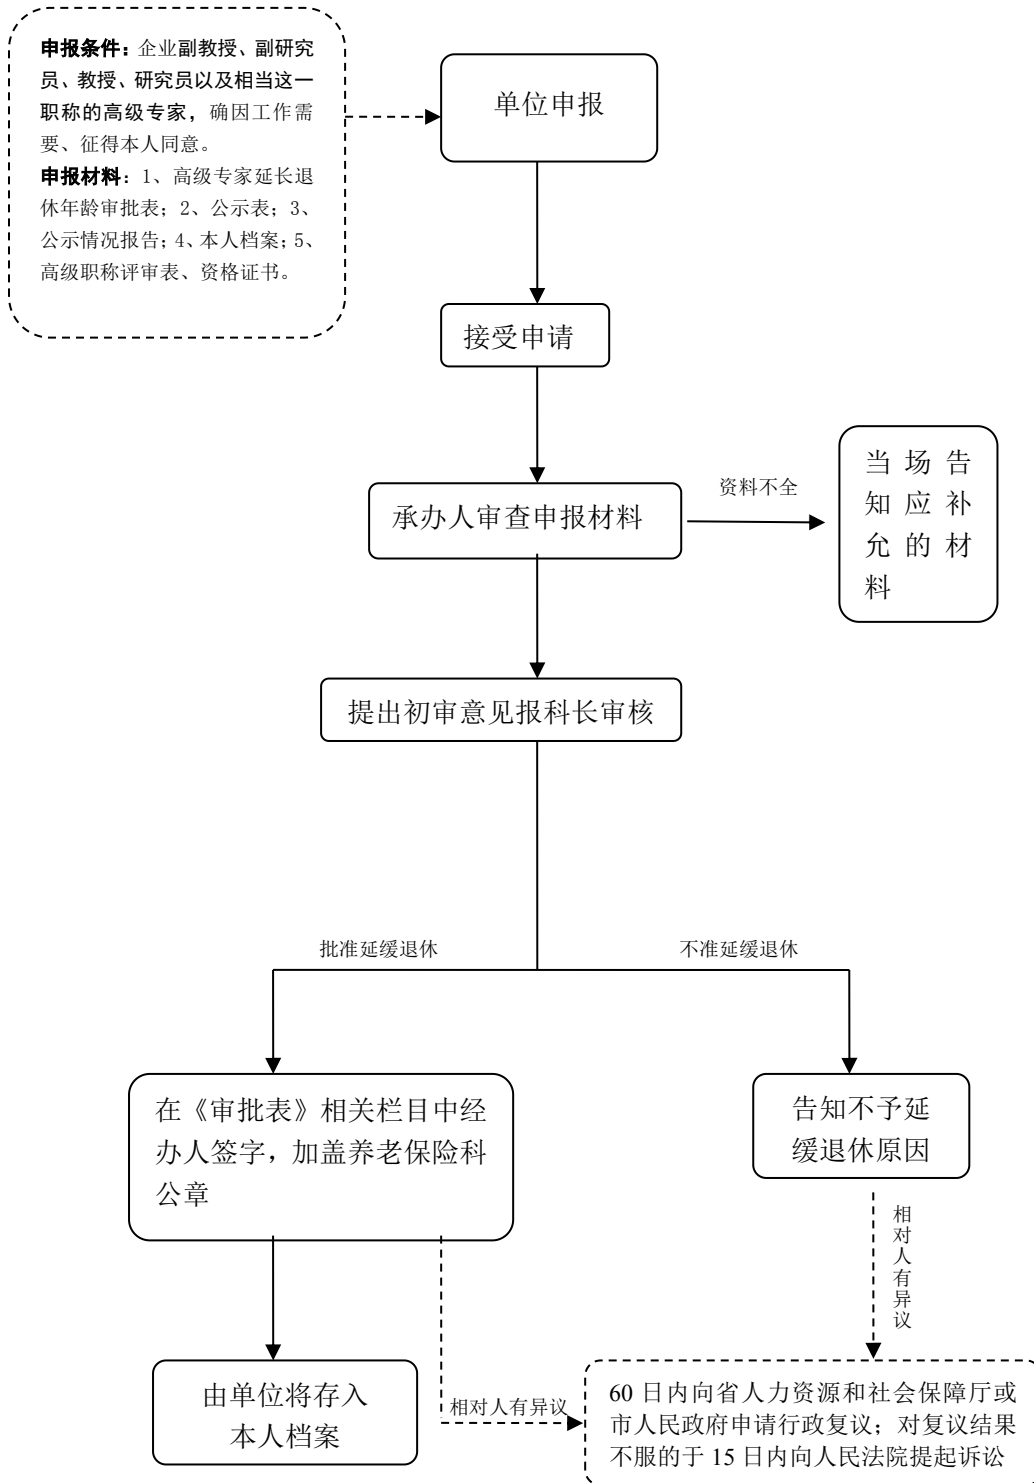 申报条件：企业副教授、副研究
员、教授、研究员以及相当这一
职称的高级专家，确因工作需
要、征得本人同意。
申报材料：1、高级专家延长退
休年龄审批表；2、公示表；3、
公示情况报告；4、本人档案；5、
高级职称评审表、资格证书。
单位申报
接受申请
承办人审查申报材料
资料不全
当场告
知应补
允的材
料
提出初审意见报科长审核
批准延缓退休
不准延缓退休
在《审批表》相关栏目中经
办人签字，加盖养老保险科
公章
告知不予延
缓退休原因
相
对
人
有
异
议
由单位将存入
本人档案
相对人有异议
60 日内向省人力资源和社会保障厅或
市人民政府申请行政复议；对复议结果
不服的于 15 日内向人民法院提起诉讼